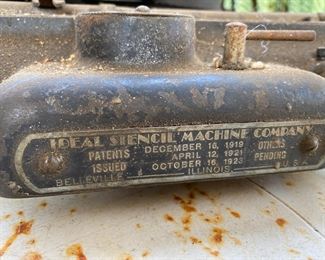 IDEAL STENCIL MACHINE COMPANY
PATENTS DECEMBER 16, 1919 OTHERS
APRIL 12, 1921
ISSUED OCTOBER 16, 1923 PENDING
BELLEVILLE ILLINOIS U.S.A.